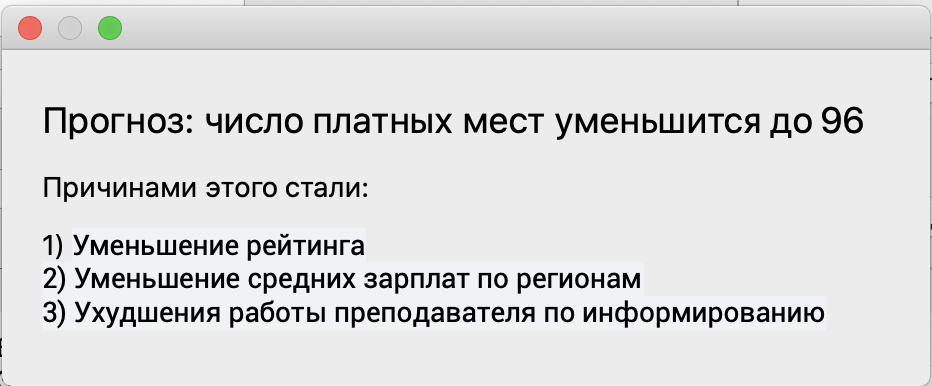 Прогноз: число платных мест уменьшится до 96
Причинами этого стали:
1) Уменьшение рейтинга
2) Уменьшение средних зарплат по регионам
3) Ухудшения работы преподавателя по информированию